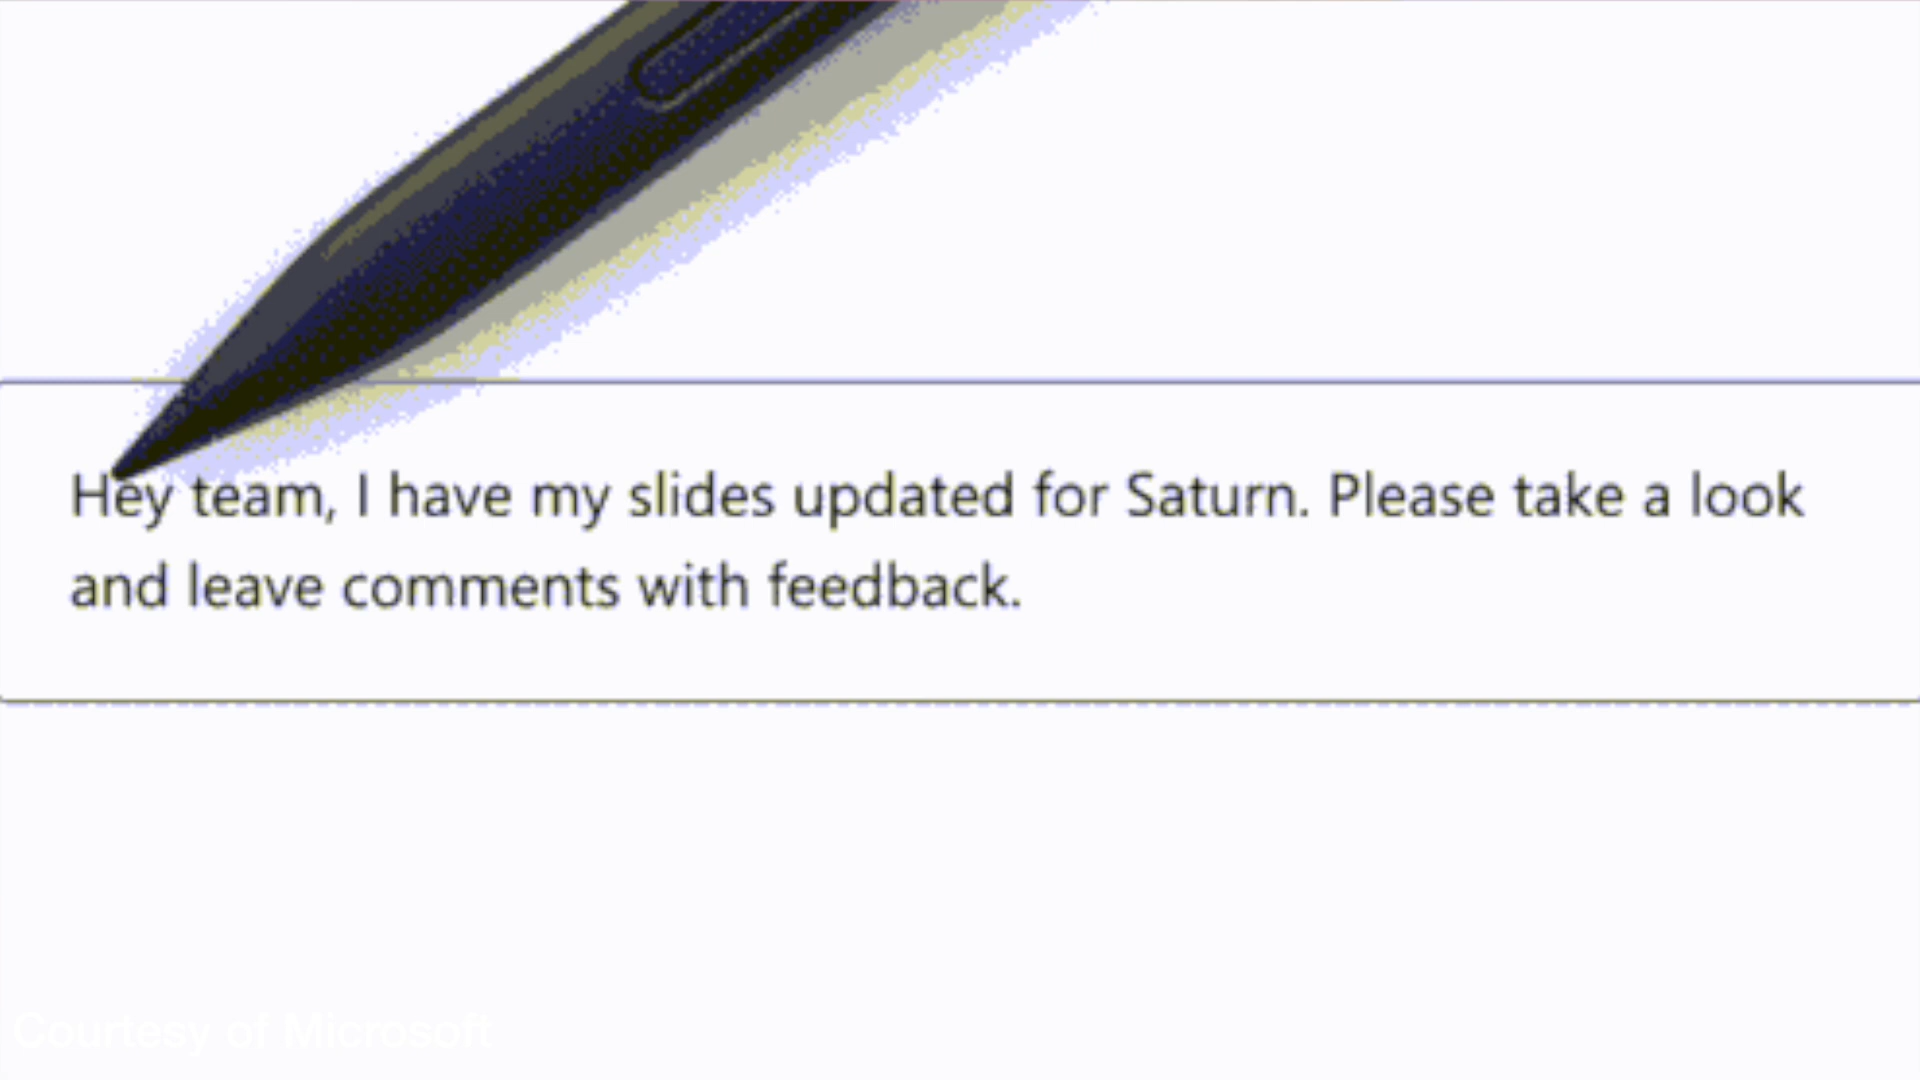 Hey team, I have my slides updated for Saturn. Please take a look
and leave comments with feedback.
Courtesy of Microsoft